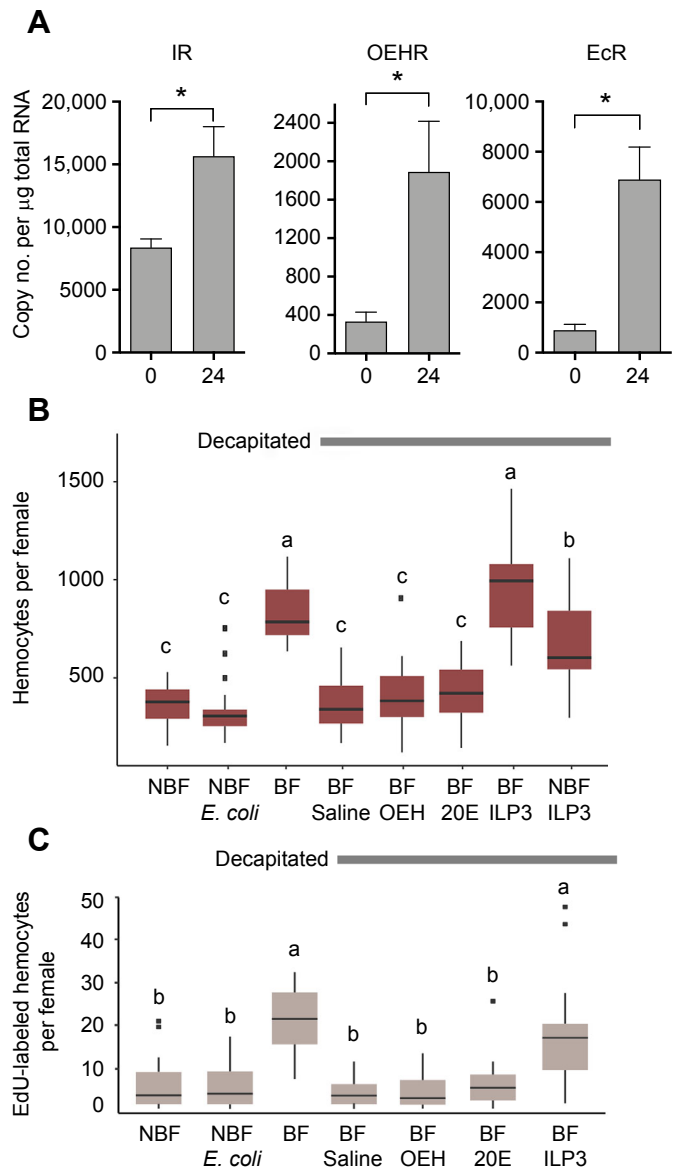 A
IR
OEHR
EcR
Copy no. per μg total RNA
20,000
15,000
10,000
5000
0
*
0
24
2400
2000
1600
1200
800
400
0
*
0
24
10,000
8000
6000
4000
2000
0
*
0
24
B
Decapitated
Hemocytes per female
1500
1000
500
c
c
a
c
c
c
a
b
NBF
NBF
E. coli
BF
BF
Saline
BF
OEH
BF
20E
BF
ILP3
NBF
ILP3
C
Decapitated
EdU-labeled hemocytes
per female
50
40
30
20
10
0
b
b
a
b
b
b
a
NBF
NBF
E. coli
BF
BF
Saline
BF
OEH
BF
20E
BF
ILP3